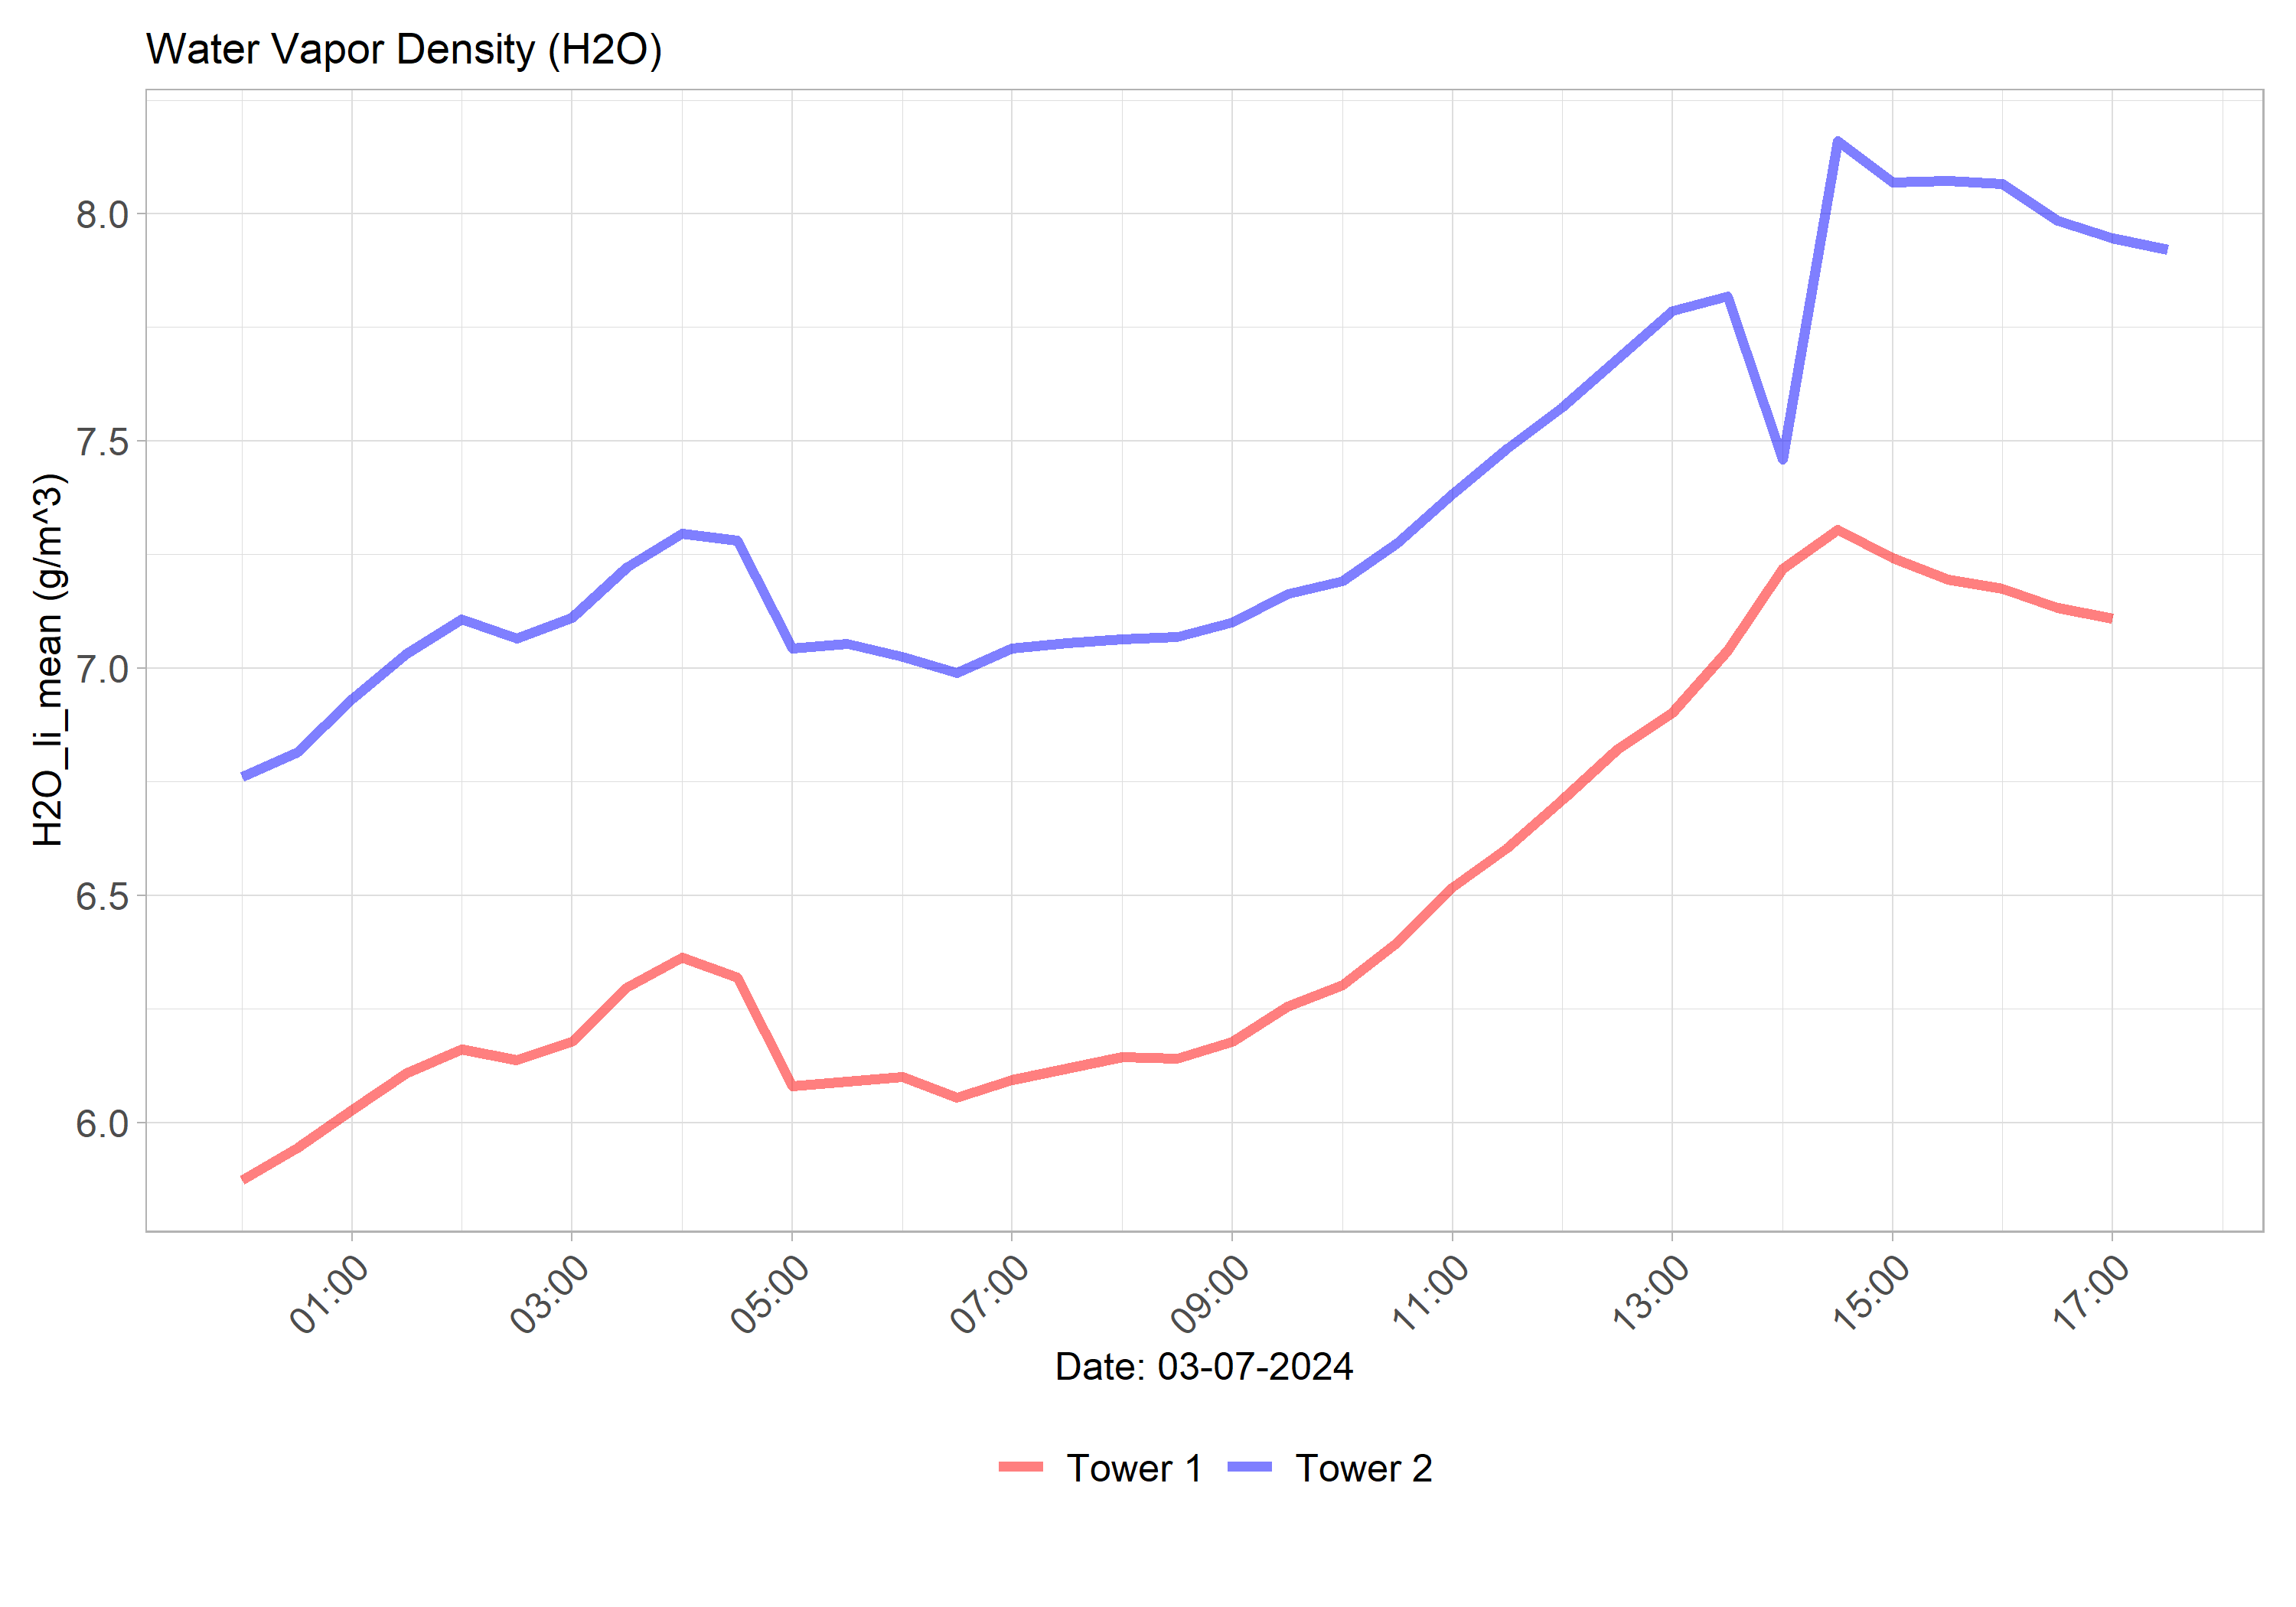 Water Vapor Density (H2O)
H2O_li_mean (g/m^3)
8.0
7.5
7.0
6.5
6.0
01:00 03:00 05:00 07:00 09:00 11:00 13:00 15:00 17:00
Date: 03-07-2024
Tower 1 Tower 2